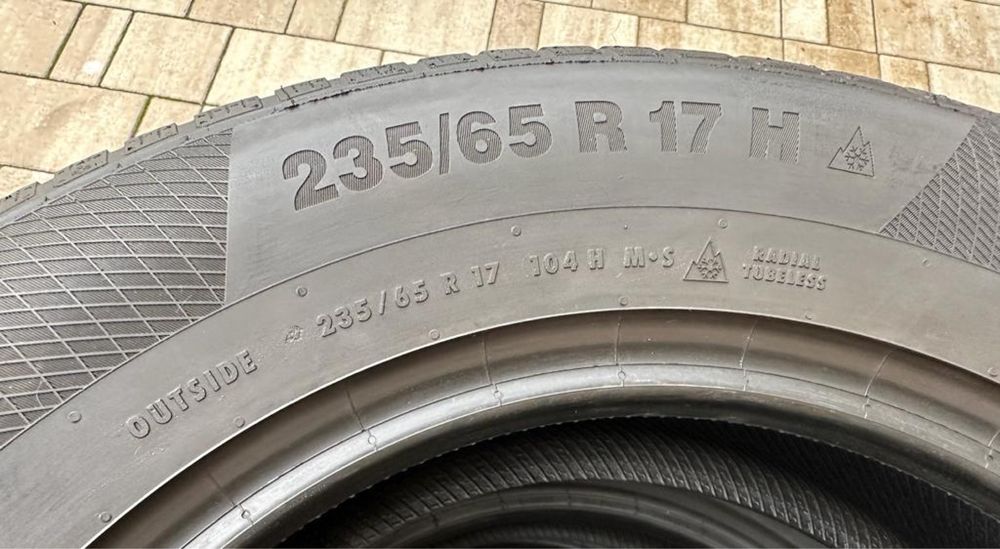 235/65 R 17 H
OUTSIDE 235/65 R 17 104 H M•S RADIAL
TUBELESS